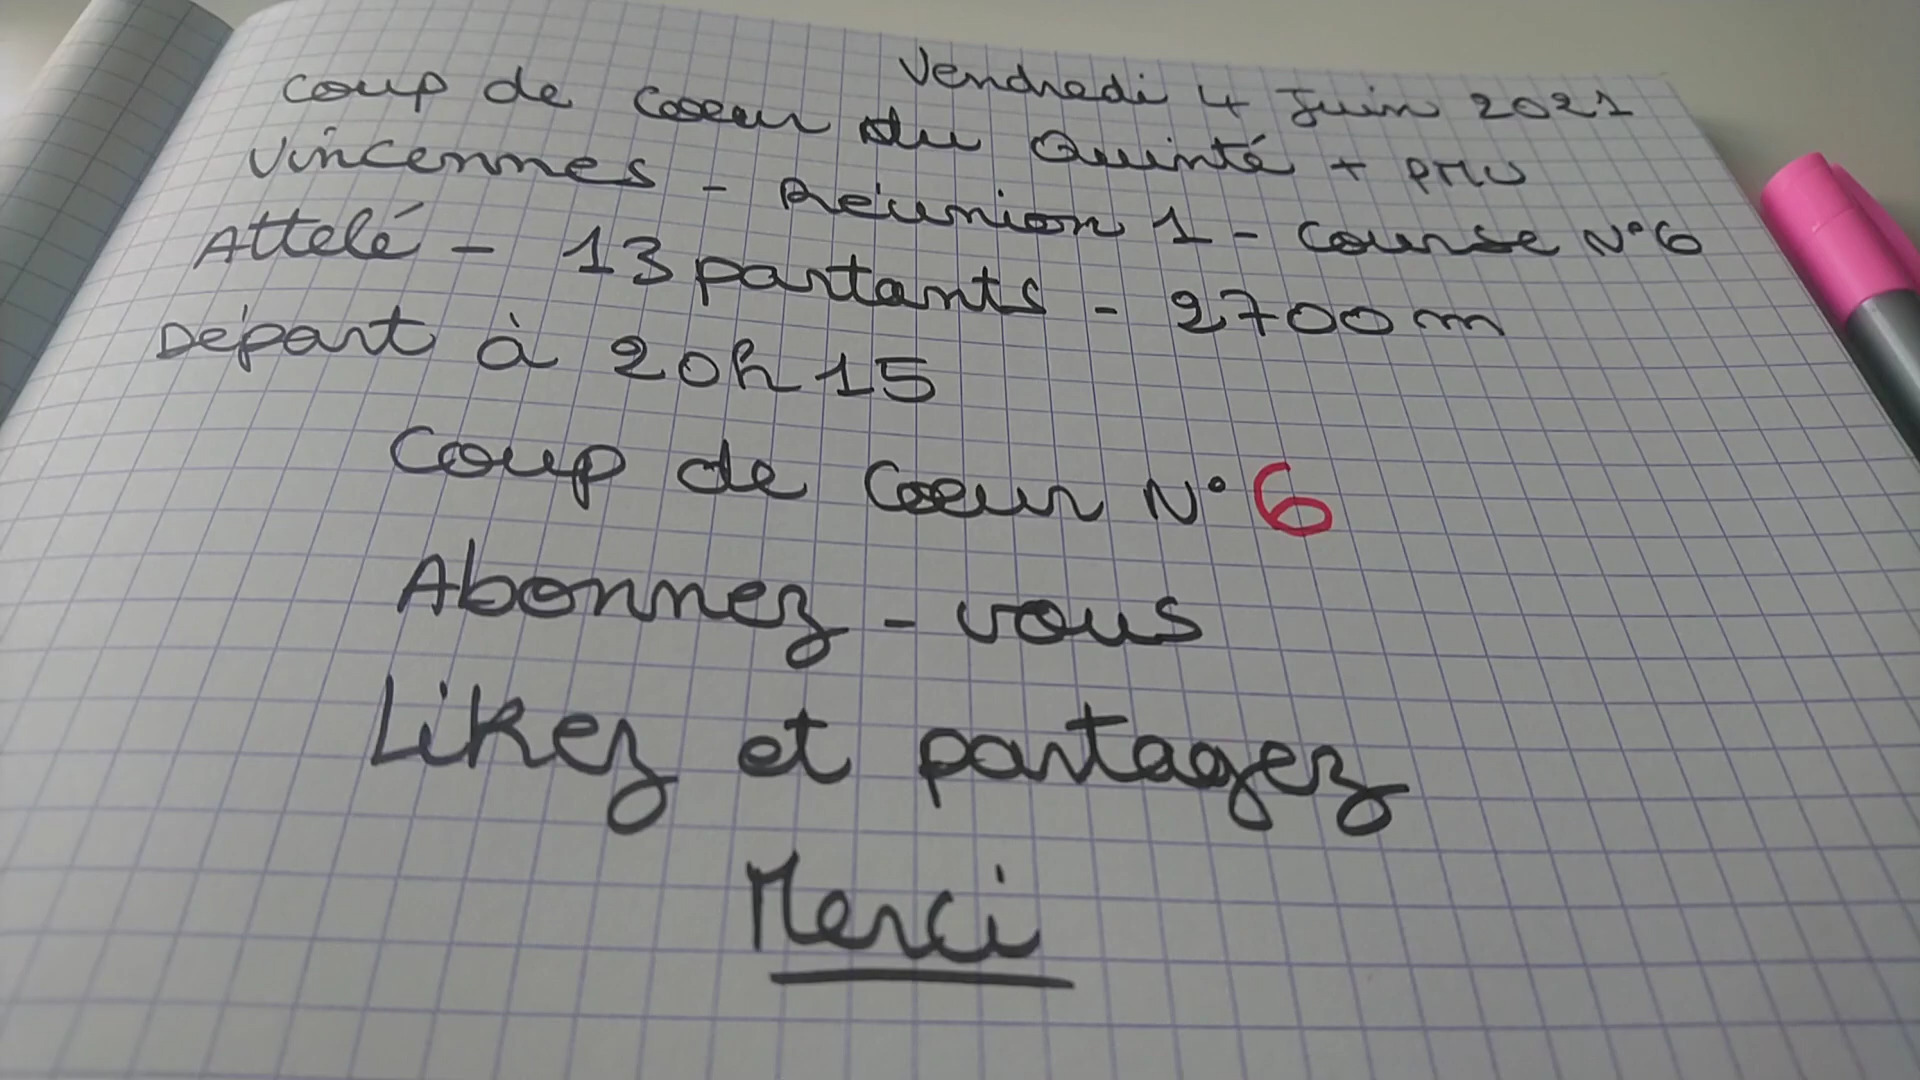 Vendredi 4 Juin 2021
Coup de Coeur du Quinté + PMU
Vincennes - Réunion 1 - Course N°6
Attelé - 13 partants - 2700 m
Départ à 20h15
Coup de Coeur N°6
Abonnez-vous
Likez et partagez
Merci